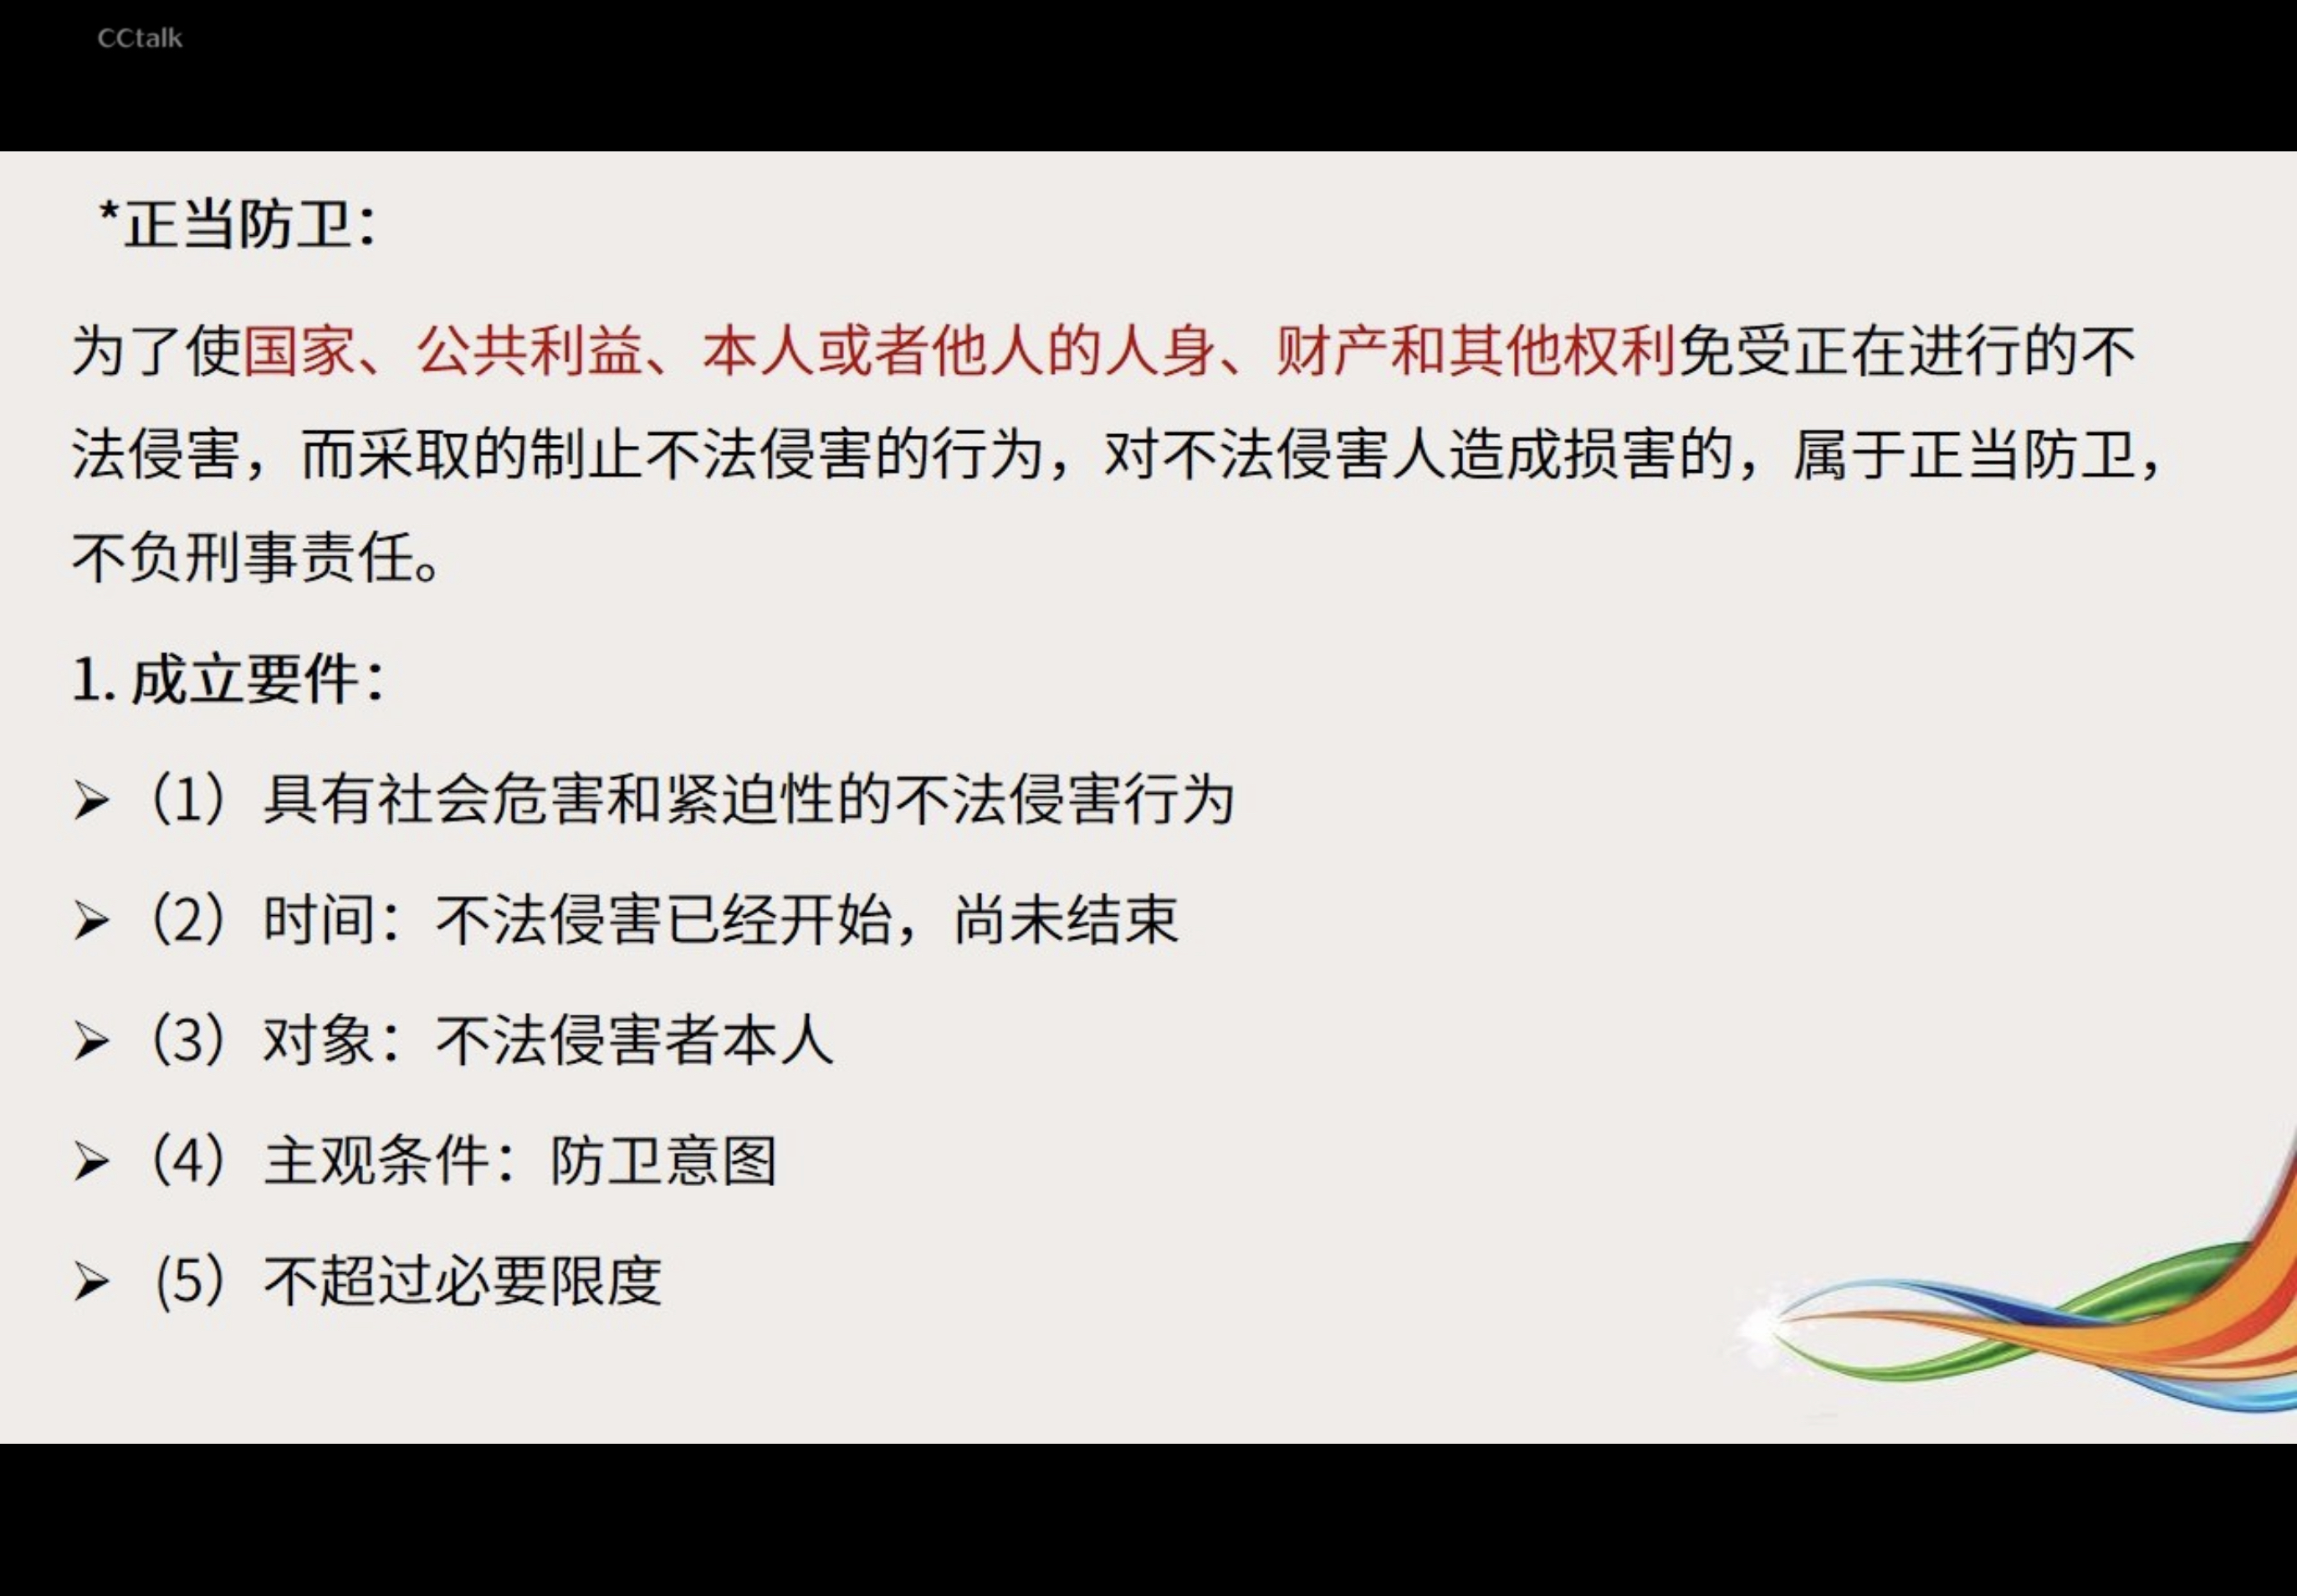 CCtalk
*正当防卫：
为了使国家、公共利益、本人或者他人的人身、财产和其他权利免受正在进行的不
法侵害，而采取的制止不法侵害的行为，对不法侵害人造成损害的，属于正当防卫，
不负刑事责任。
1. 成立要件：
➢（1）具有社会危害和紧迫性的不法侵害行为
➢（2）时间：不法侵害已经开始，尚未结束
➢（3）对象：不法侵害者本人
➢（4）主观条件：防卫意图
➢ (5）不超过必要限度